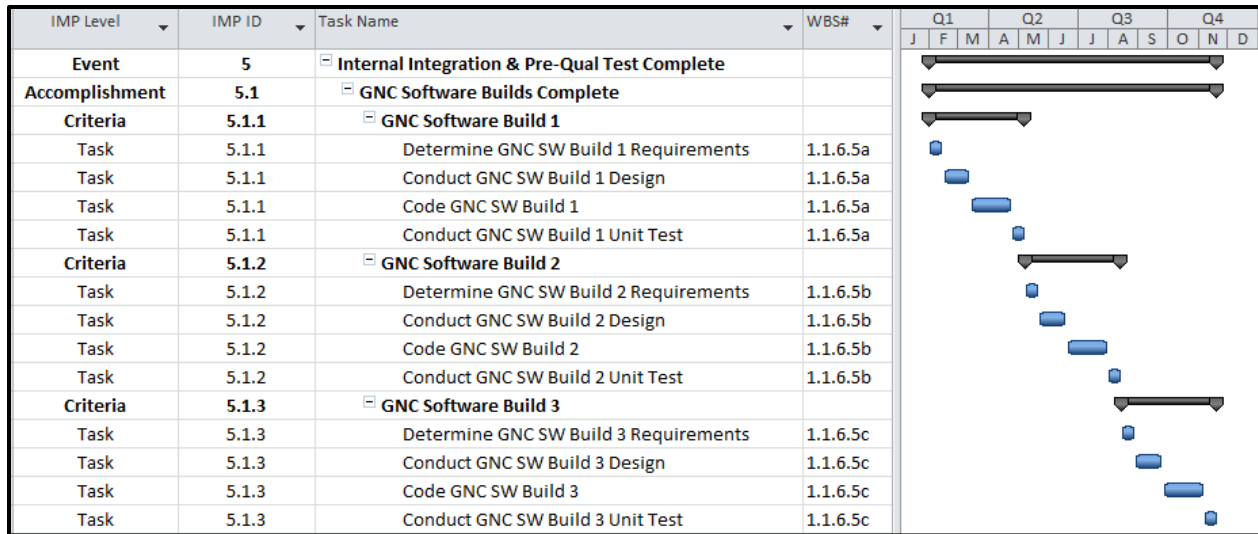 IMP Level IMP ID Task Name WBS# Q1 Q2 Q3 Q4
J F M A M J J A S O N D
Event 5 Internal Integration & Pre-Qual Test Complete
Accomplishment 5.1 GNC Software Builds Complete
Criteria 5.1.1 GNC Software Build 1
Task 5.1.1 Determine GNC SW Build 1 Requirements 1.1.6.5a
Task 5.1.1 Conduct GNC SW Build 1 Design 1.1.6.5a
Task 5.1.1 Code GNC SW Build 1 1.1.6.5a
Task 5.1.1 Conduct GNC SW Build 1 Unit Test 1.1.6.5a
Criteria 5.1.2 GNC Software Build 2
Task 5.1.2 Determine GNC SW Build 2 Requirements 1.1.6.5b
Task 5.1.2 Conduct GNC SW Build 2 Design 1.1.6.5b
Task 5.1.2 Code GNC SW Build 2 1.1.6.5b
Task 5.1.2 Conduct GNC SW Build 2 Unit Test 1.1.6.5b
Criteria 5.1.3 GNC Software Build 3
Task 5.1.3 Determine GNC SW Build 3 Requirements 1.1.6.5c
Task 5.1.3 Conduct GNC SW Build 3 Design 1.1.6.5c
Task 5.1.3 Code GNC SW Build 3 1.1.6.5c
Task 5.1.3 Conduct GNC SW Build 3 Unit Test 1.1.6.5c